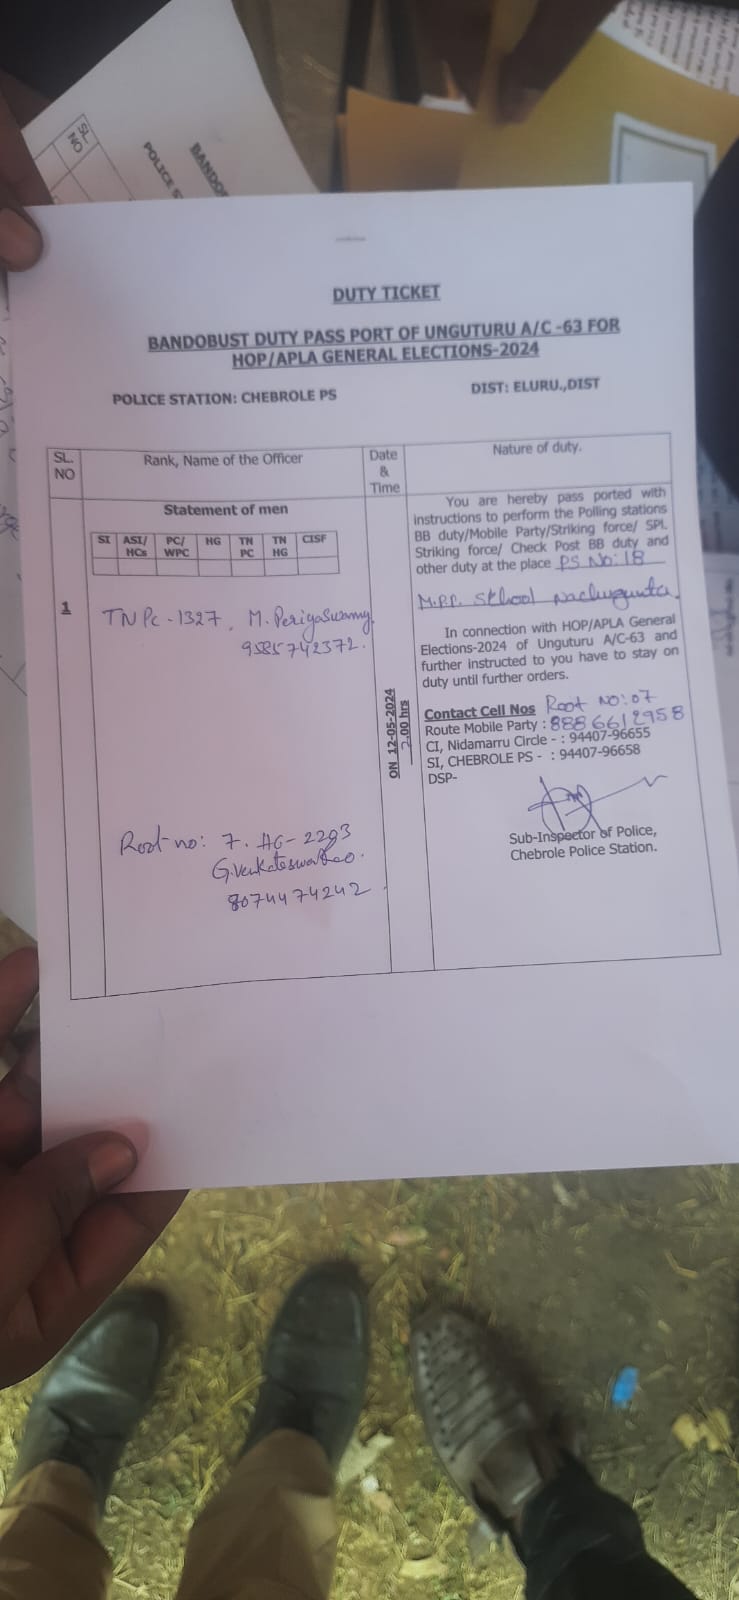 SL.
NO
BANDO
POLICE S
DUTY TICKET
BANDOBUST DUTY PASS PORT OF UNGUTURU A/C -63 FOR
HOP/APLA GENERAL ELECTIONS-2024
POLICE STATION: CHEBROLE PS
DIST: ELURU.,DIST
SL.
NO
Rank, Name of the Officer
Date
&
Time
Nature of duty.
Statement of men
SI ASI/HCs PC/WPC HG TN PC TN HG CISF
1
TN Pc - 1327. M. Periyaswamy
9585742372.
Root no: 7. HG- 2293
G.Venkateswarao.
8074474242
ON 12-05-2024
2.00 hrs
You are hereby pass ported with
instructions to perform the Polling stations
BB duty/Mobile Party/Striking force/ SPL
Striking force/ Check Post BB duty and
other duty at the place PS No: 18
M.P.P. School Nachugunta.
In connection with HOP/APLA General
Elections-2024 of Unguturu A/C-63 and
further instructed to you have to stay on
duty until further orders.
Contact Cell Nos Root No: 07
Route Mobile Party : 8886612958
CI, Nidamarru Circle - : 94407-96655
SI, CHEBROLE PS - : 94407-96658
DSP-
Sub-Inspector of Police,
Chebrole Police Station.